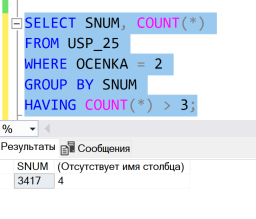 SELECT SNUM, COUNT(*)
FROM USP_25
WHERE OCENKA = 2
GROUP BY SNUM
HAVING COUNT(*) > 3;
%
Результаты Сообщения
SNUM (Отсутствует имя столбца)
3417 4